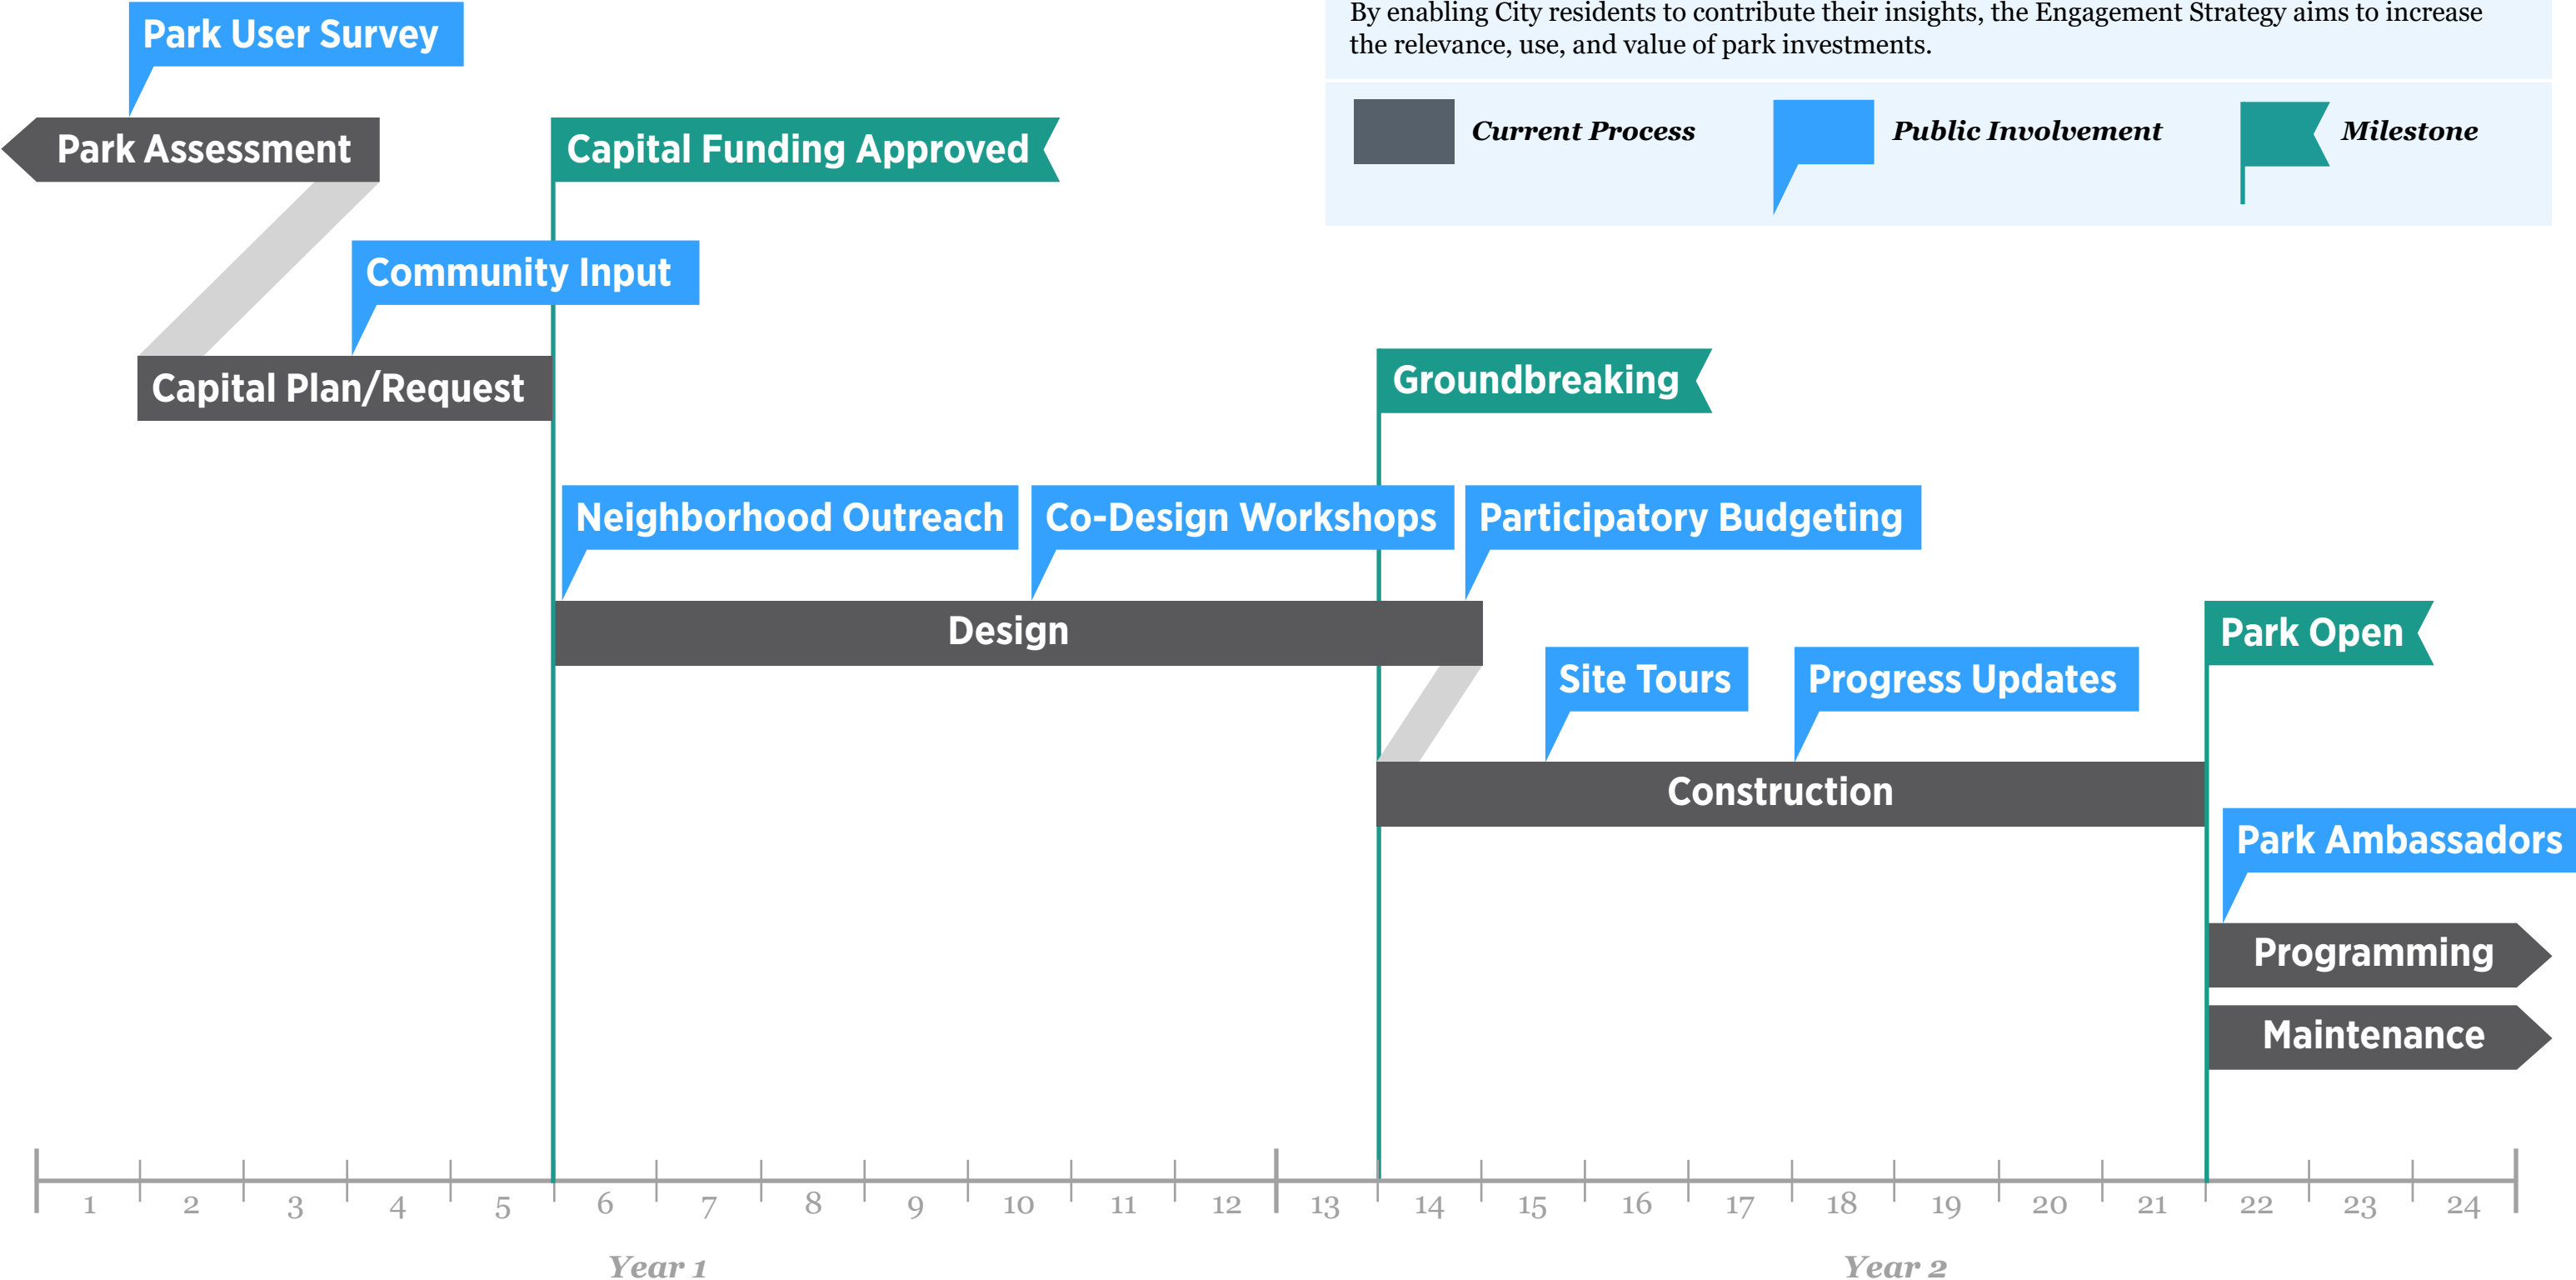 By enabling City residents to contribute their insights, the Engagement Strategy aims to increase
the relevance, use, and value of park investments.
Current Process
Public Involvement
Milestone
Park User Survey
Park Assessment
Capital Funding Approved
Community Input
Capital Plan/Request
Groundbreaking
Neighborhood Outreach
Co-Design Workshops
Participatory Budgeting
Design
Park Open
Site Tours
Progress Updates
Construction
Park Ambassadors
Programming
Maintenance
1 2 3 4 5 6 7 8 9 10 11 12 13 14 15 16 17 18 19 20 21 22 23 24
Year 1
Year 2